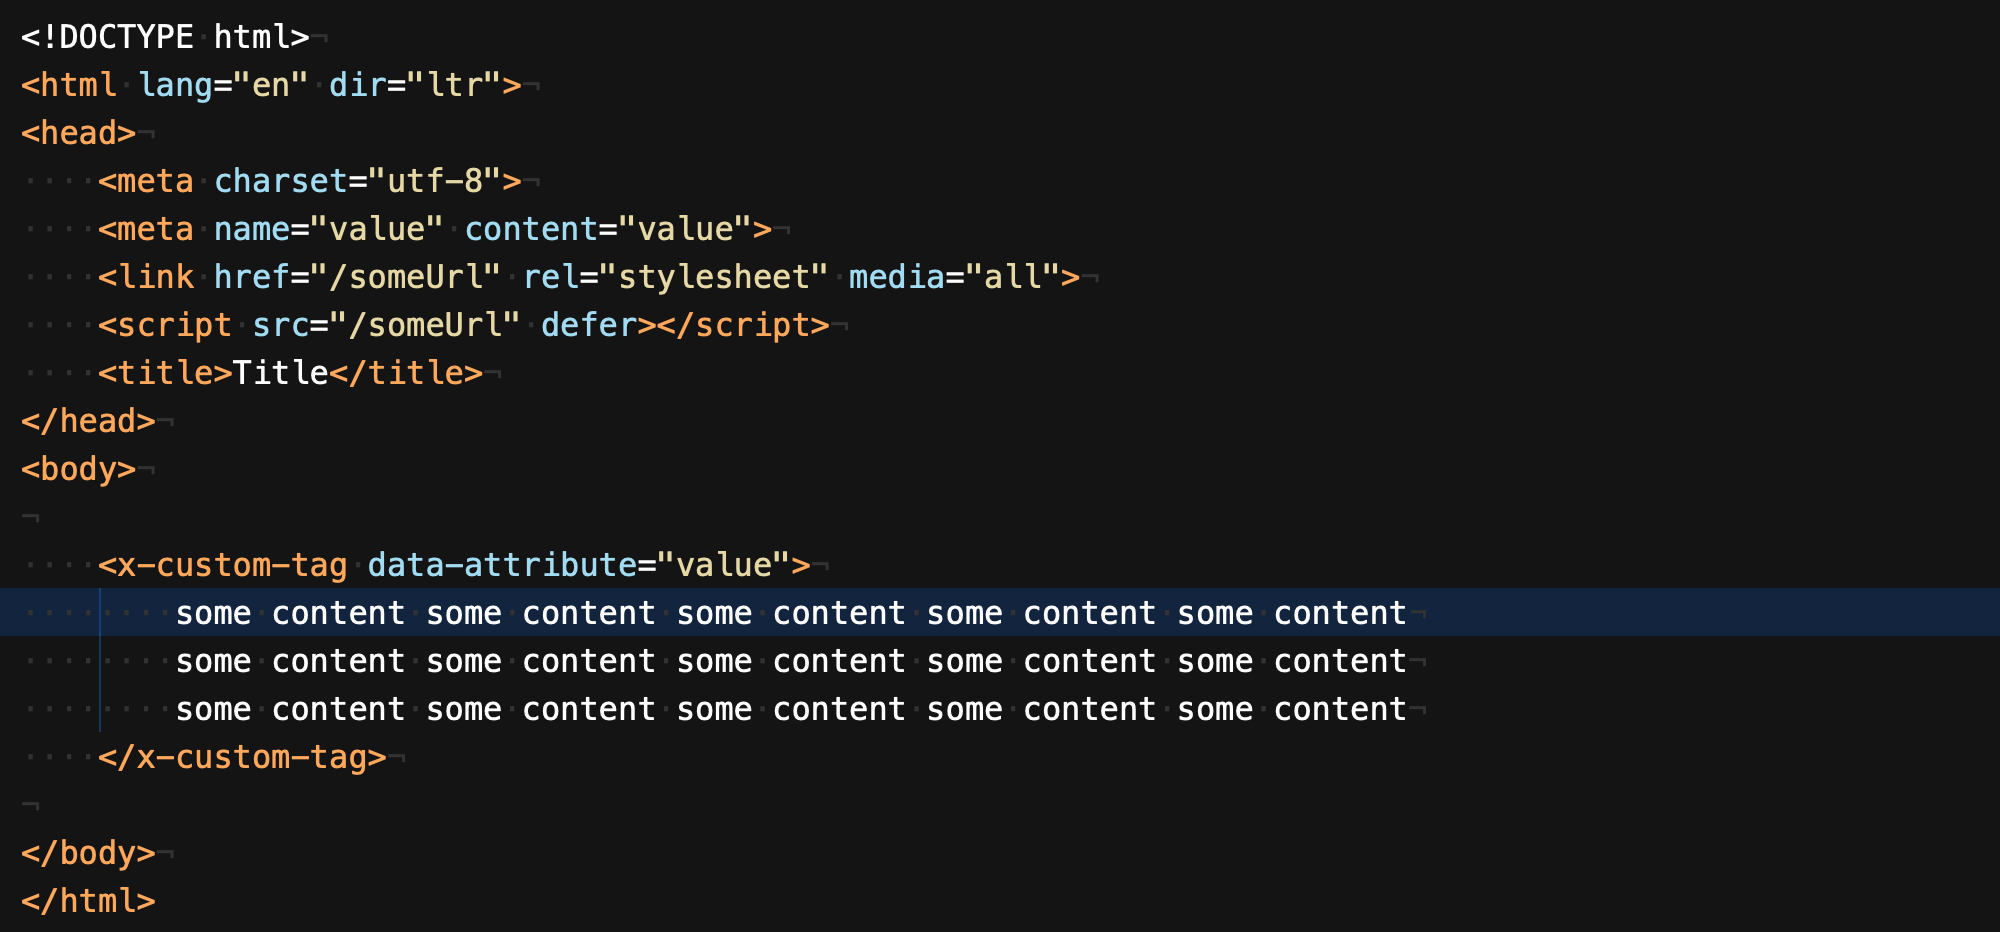 <!DOCTYPE html>
<html lang="en" dir="ltr">
<head>
    <meta charset="utf-8">
    <meta name="value" content="value">
    <link href="/someUrl" rel="stylesheet" media="all">
    <script src="/someUrl" defer></script>
    <title>Title</title>
</head>
<body>

    <x-custom-tag data-attribute="value">
        some content some content some content some content some content
        some content some content some content some content some content
        some content some content some content some content some content
    </x-custom-tag>

</body>
</html>